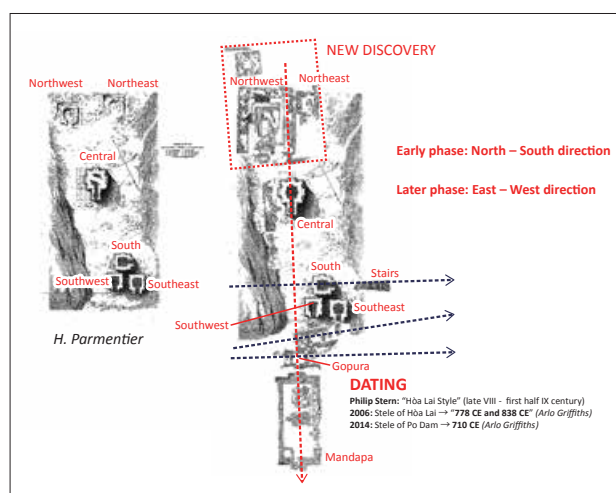 NEW DISCOVERY
Northwest
Northeast
Northwest
Northeast
Central
Early phase: North – South direction
Later phase: East – West direction
Central
South
Southwest
Southeast
South
Stairs
Southeast
Southwest
H. Parmentier
Gopura
DATING
Philip Stern: “Hòa Lai Style” (late VIII - first half IX century)
2006: Stele of Hòa Lai → “778 CE and 838 CE” (Arlo Griffiths)
2014: Stele of Po Dam → 710 CE (Arlo Griffiths)
Mandapa